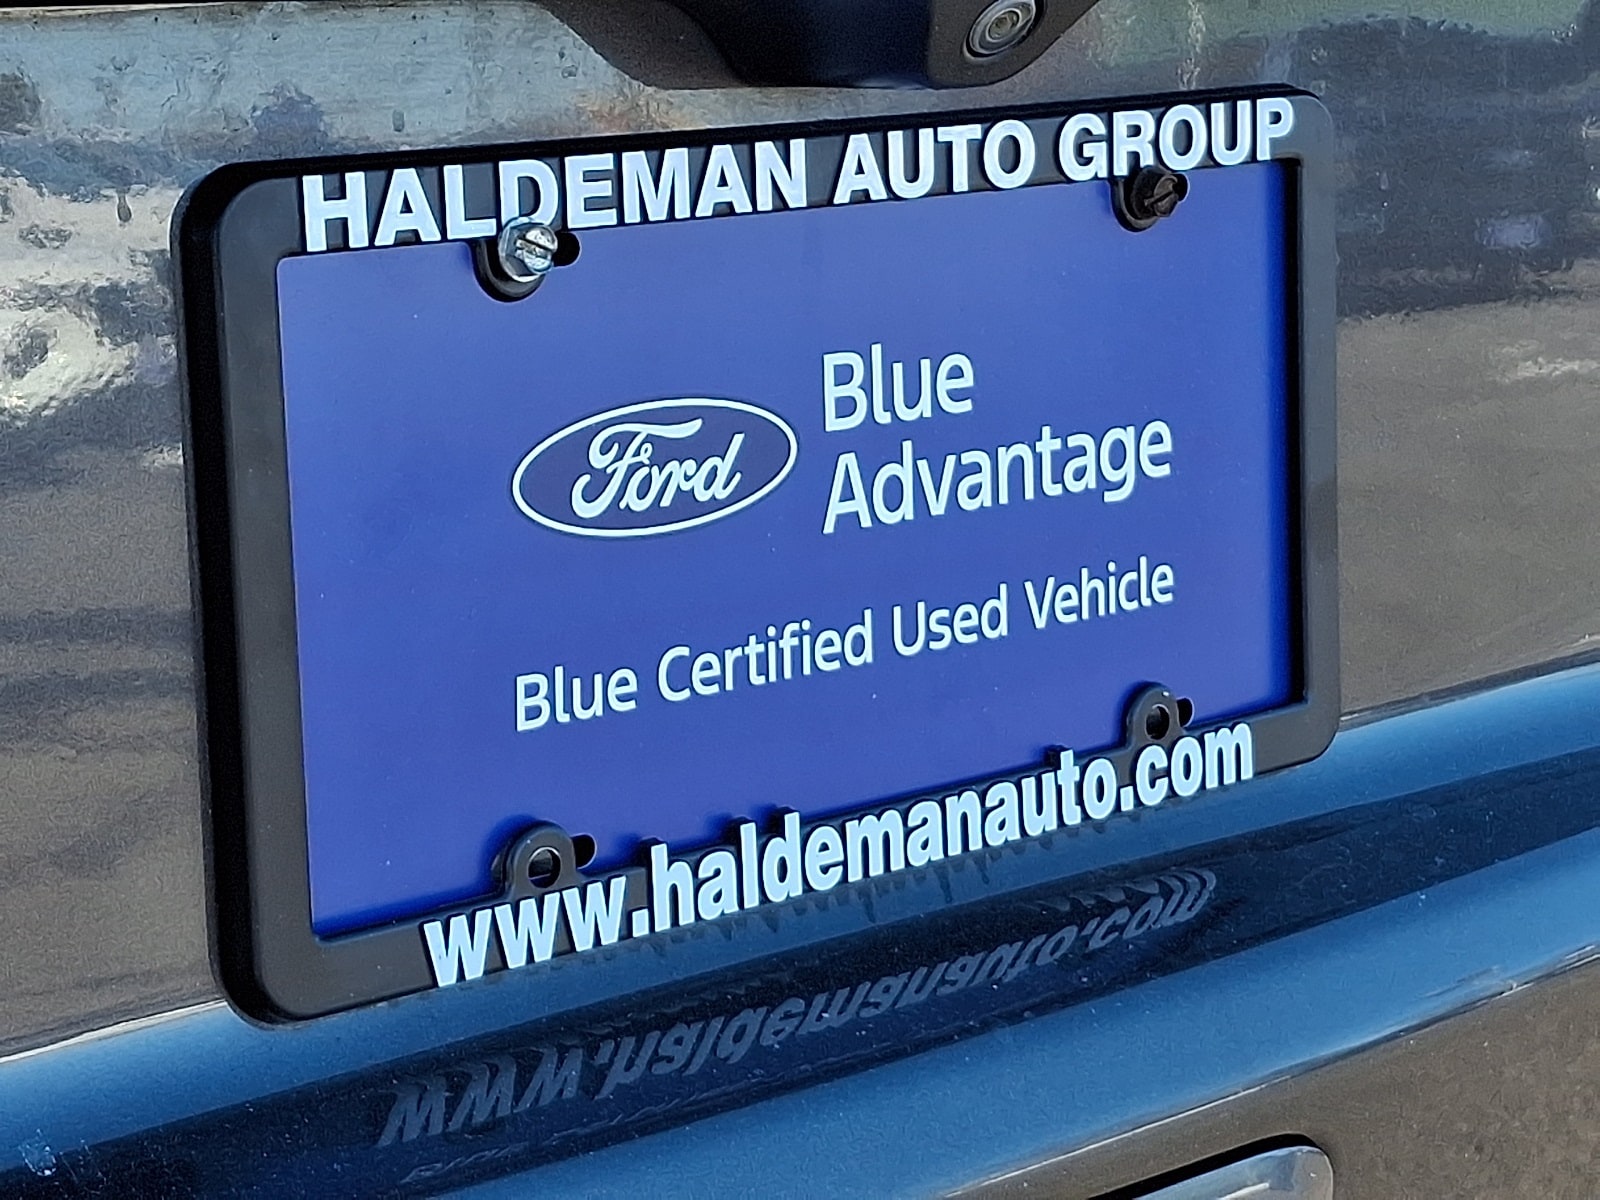 HALDEMAN AUTO GROUP
Ford
Blue
Advantage
Blue Certified Used Vehicle
www.haldemanauto.com